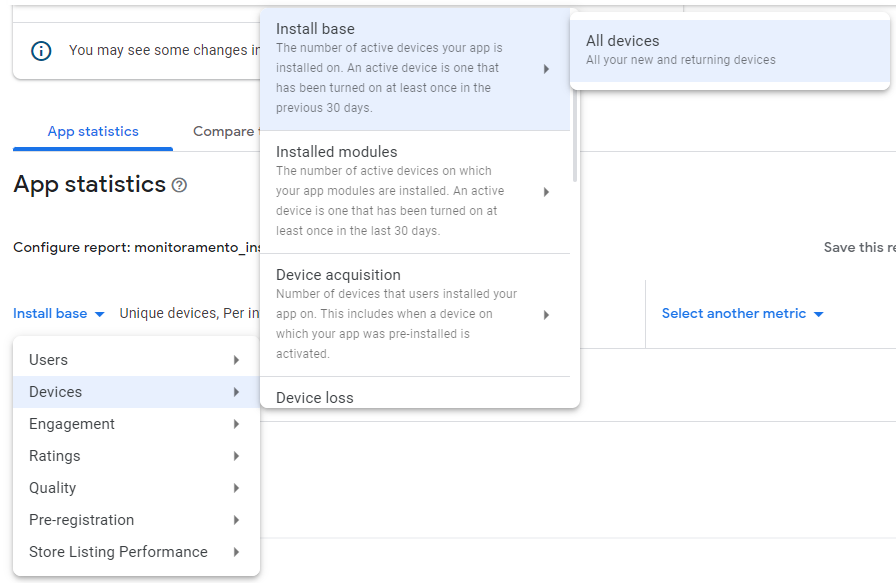 You may see some changes in
App statistics
Compare
App statistics
Configure report: monitoramento_ins
Save this re
Install base
Unique devices, Per in
Select another metric
Users
Devices
Engagement
Ratings
Quality
Pre-registration
Store Listing Performance
Install base
The number of active devices your app is
installed on. An active device is one that
has been turned on at least once in the
previous 30 days.
Installed modules
The number of active devices on which
your app modules are installed. An active
device is one that has been turned on at
least once in the last 30 days.
Device acquisition
Number of devices that users installed your
app on. This includes when a device on
which your app was pre-installed is
activated.
Device loss
All devices
All your new and returning devices